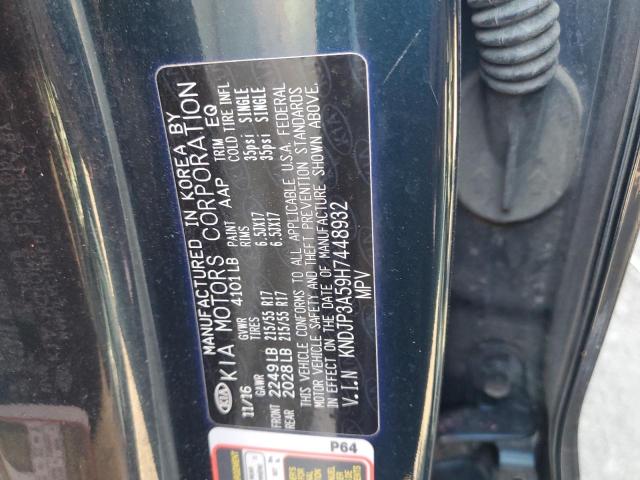 MANUFACTURED IN KOREA BY
KIA MOTORS CORPORATION
11/16 GVWR 4101LB PAINT AAP TRIM EQ
GAWR TIRES RIMS COLD TIRE INFL
FRONT 2249LB 215/55 R17 6.5JX17 35psi SINGLE
REAR 2028LB 215/55 R17 6.5JX17 35psi SINGLE
THIS VEHICLE CONFORMS TO ALL APPLICABLE U.S.A. FEDERAL
MOTOR VEHICLE SAFETY AND THEFT PREVENTION STANDARDS
IN EFFECT ON THE DATE OF MANUFACTURE SHOWN ABOVE.
V.I.N KNDJP3A59H7448932
MPV
P64